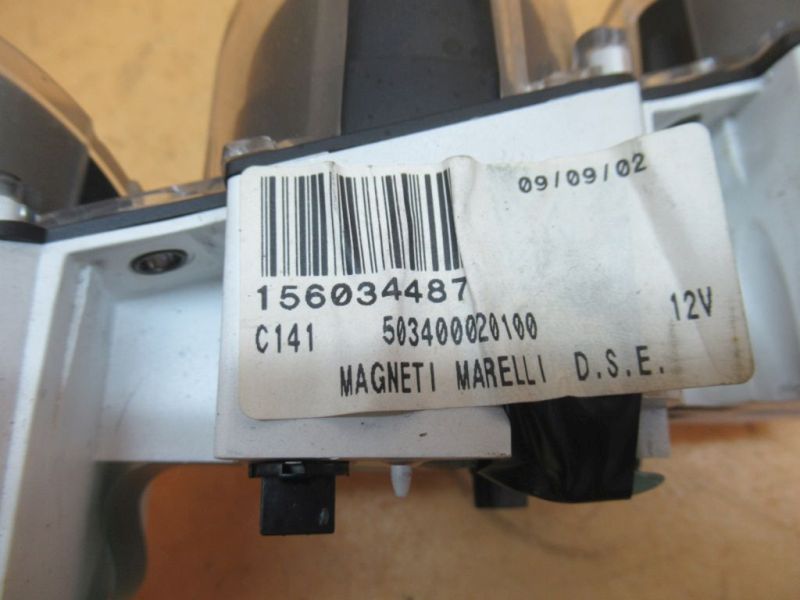 09/09/02
156034487
C141 503400020100 12V
MAGNETI MARELLI D.S.E.